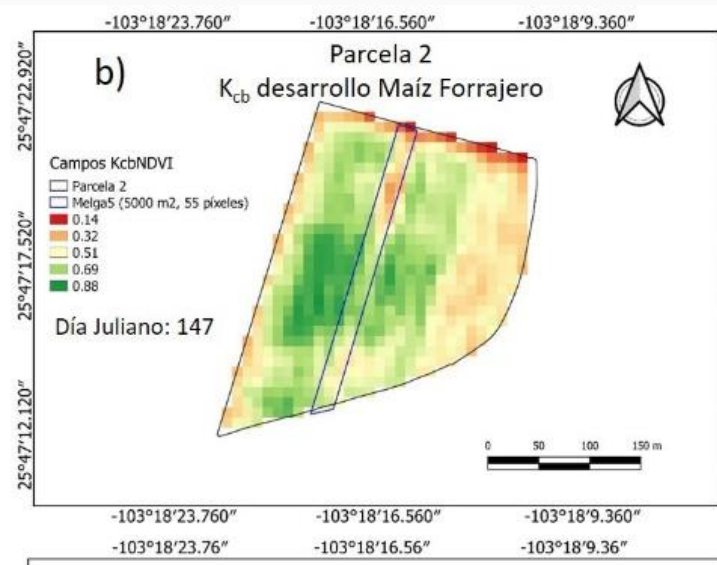 -103°18′23.760″ -103°18′16.560″ -103°18′9.360″
Parcela 2
b)
Kcb desarrollo Maíz Forrajero
25°47′22.920″
25°47′17.520″
25°47′12.120″
Campos KcbNDVI
Parcela 2
Melga5 (5000 m2, 55 píxeles)
0.14
0.32
0.51
0.69
0.88
Día Juliano: 147
0 50 100 150 m
-103°18′23.760″ -103°18′16.560″ -103°18′9.360″
-103°18′23.76″ -103°18′16.56″ -103°18′9.36″